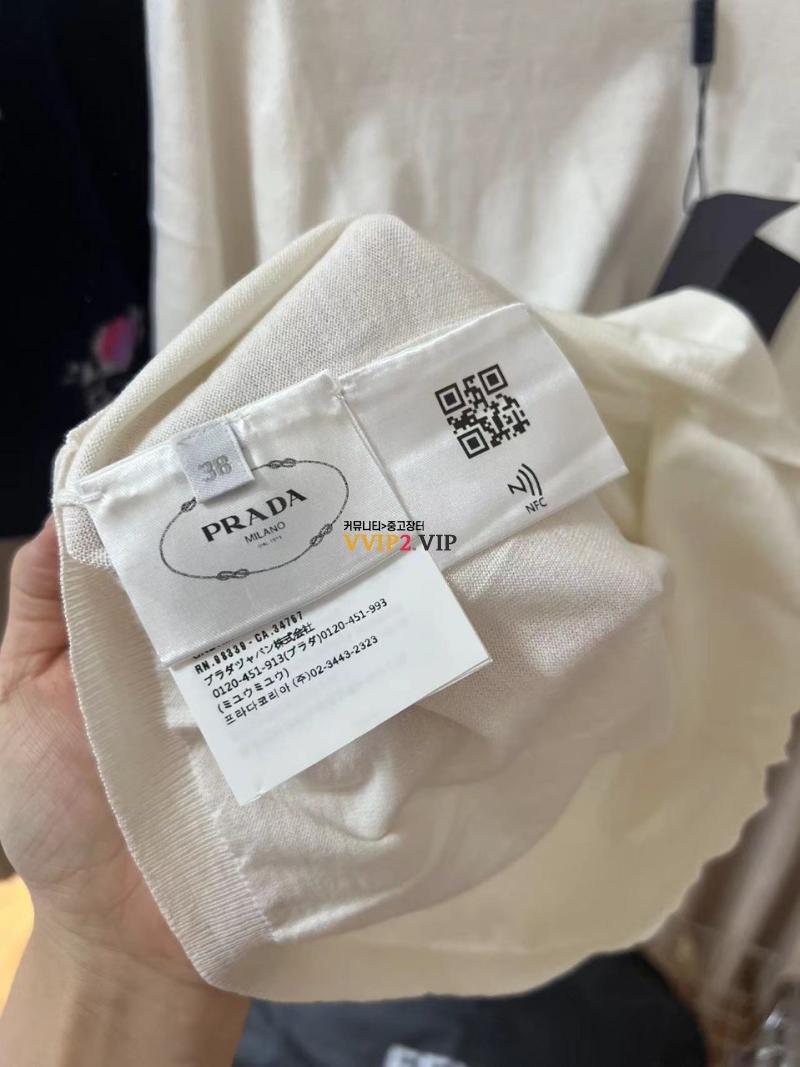 38
PRADA
MILANO
DAL 1913
NFC
커뮤니티>중고장터
VVIP2.VIP
CA.34767
プラダジャパン株式会社
0120-451-913(プラダ)0120-451-993
(ミュウミュウ)
프라다코리아 (주)02-3443-2323